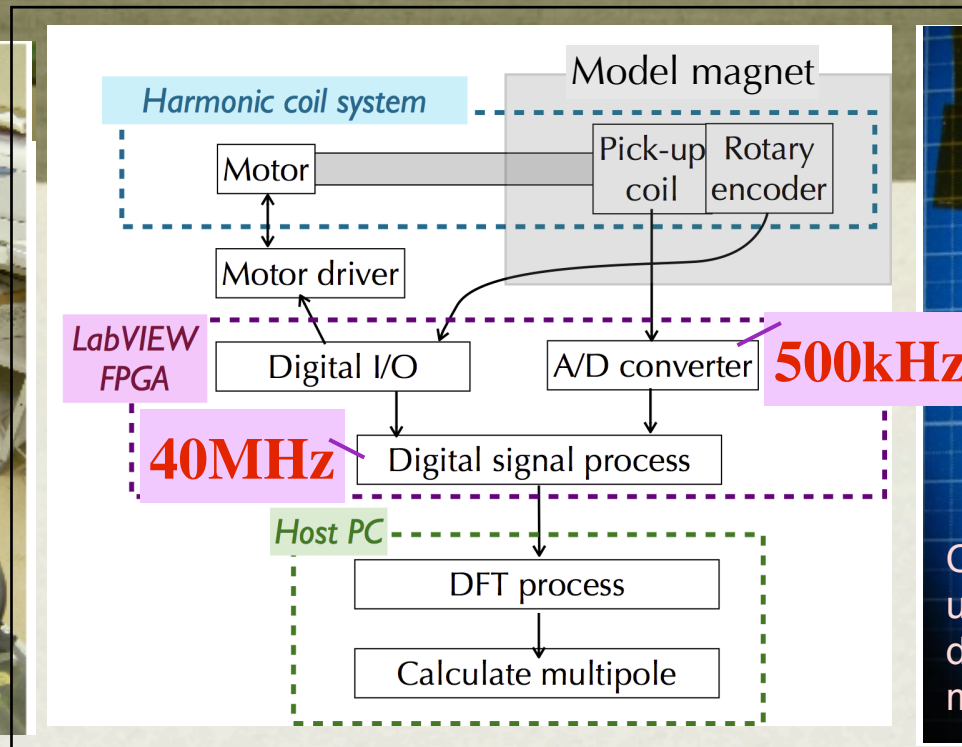 Model magnet
Harmonic coil system
Motor
Pick-up
coil
Rotary
encoder
Motor driver
LabVIEW
FPGA
Digital I/O
A/D converter
500kHz
40MHz
Digital signal process
Host PC
DFT process
Calculate multipole